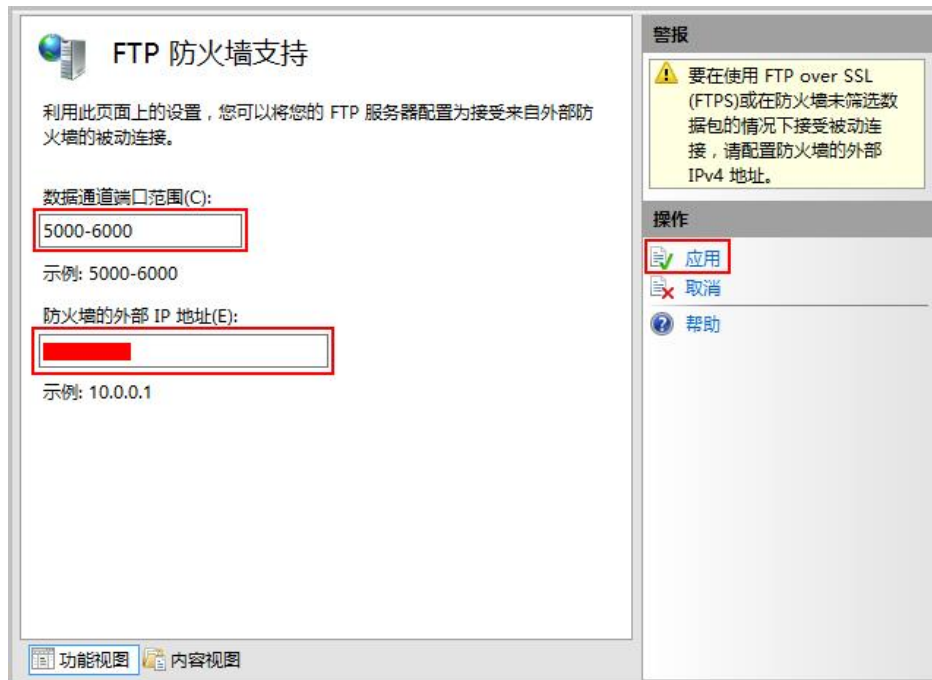 FTP 防火墙支持
利用此页面上的设置，您可以将您的 FTP 服务器配置为接受来自外部防
火墙的被动连接。
数据通道端口范围(C):
5000-6000
示例: 5000-6000
防火墙的外部 IP 地址(E):
示例: 10.0.0.1
功能视图
内容视图
警报
要在使用 FTP over SSL
(FTPS)或在防火墙未筛选数
据包的情况下接受被动连
接，请配置防火墙的外部
IPv4 地址。
操作
应用
取消
帮助